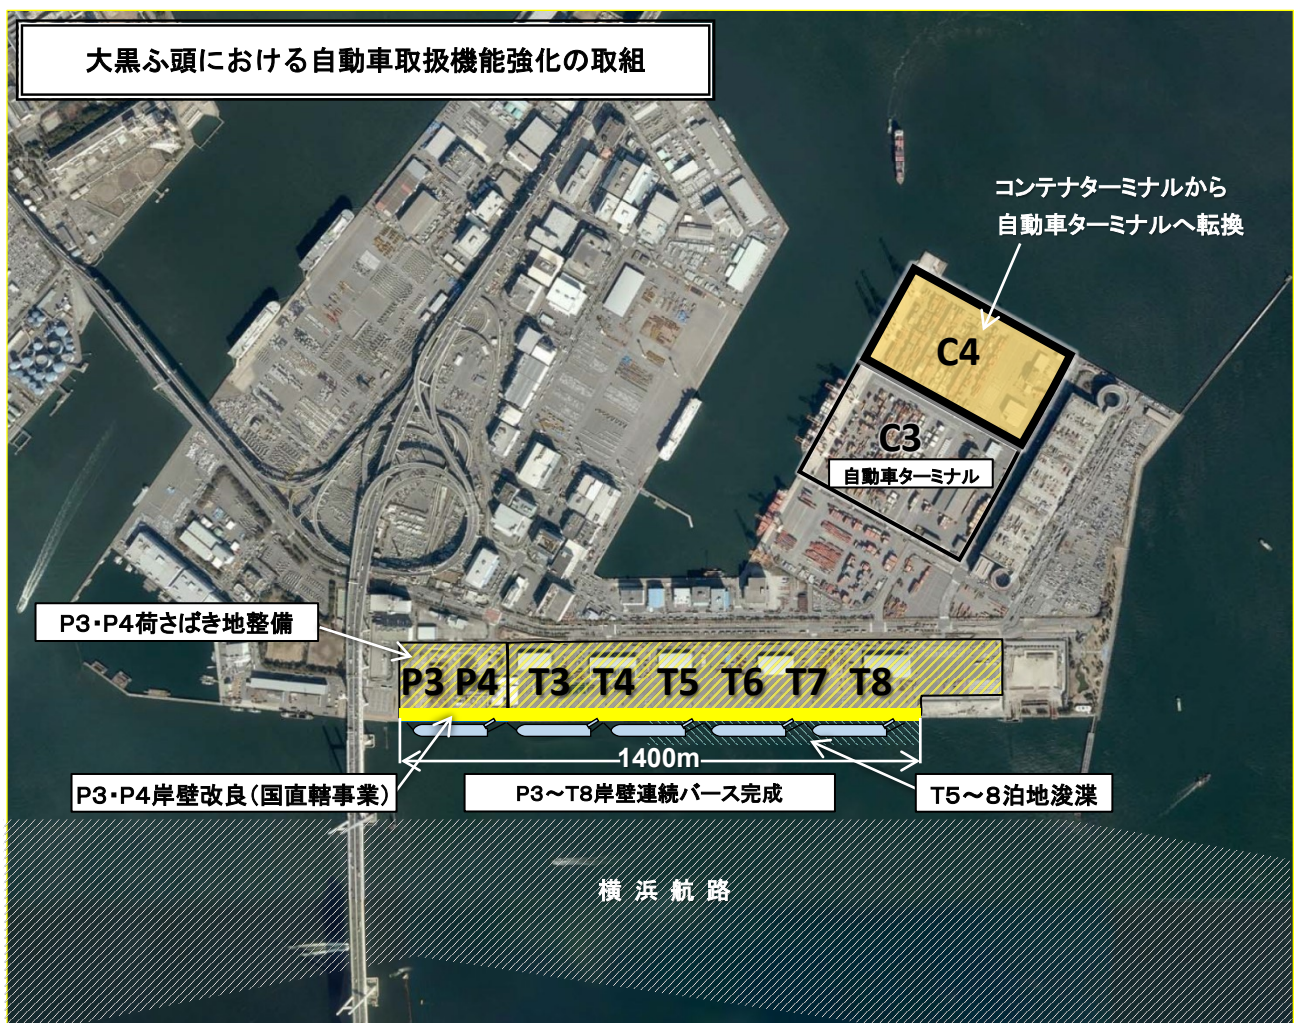 大黒ふ頭における自動車取扱機能強化の取組
コンテナターミナルから
自動車ターミナルへ転換
C4
C3
自動車ターミナル
P3・P4荷さばき地整備
P3 P4 T3 T4 T5 T6 T7 T8
1400m
P3・P4岸壁改良(国直轄事業)
P3～T8岸壁連続バース完成
T5～8泊地浚渫
横浜航路